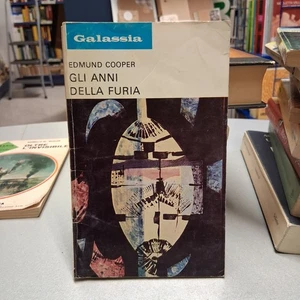 Galassia
EDMUND COOPER
GLI ANNI
DELLA FURIA